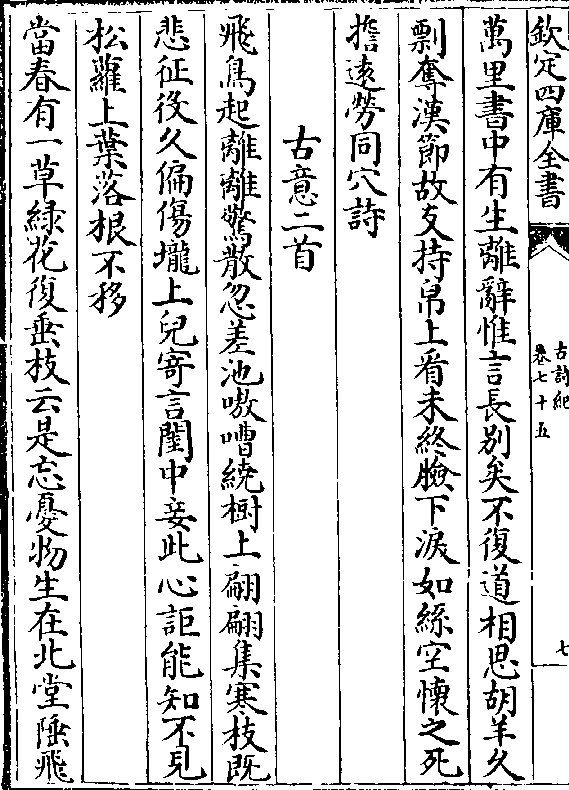 欽定四庫全書
古詩紀
卷七十五
七
萬里書中有生離辭惟言長別矣不復道相思胡羊久
剽奪漢節故支持帛上看未終臉下淚如絲空懷之死
擔遠勞同穴詩
古意二首
飛鳥起離離驚散忽差池嗷嘈繞樹上翩翩集寒枝既
悲征役久偏傷壠上兒寄言閨中妾此心詎能知不見
松蘿上葉落根不移
當春有一草綠花復垂枝云是忘憂物生在北堂陲飛